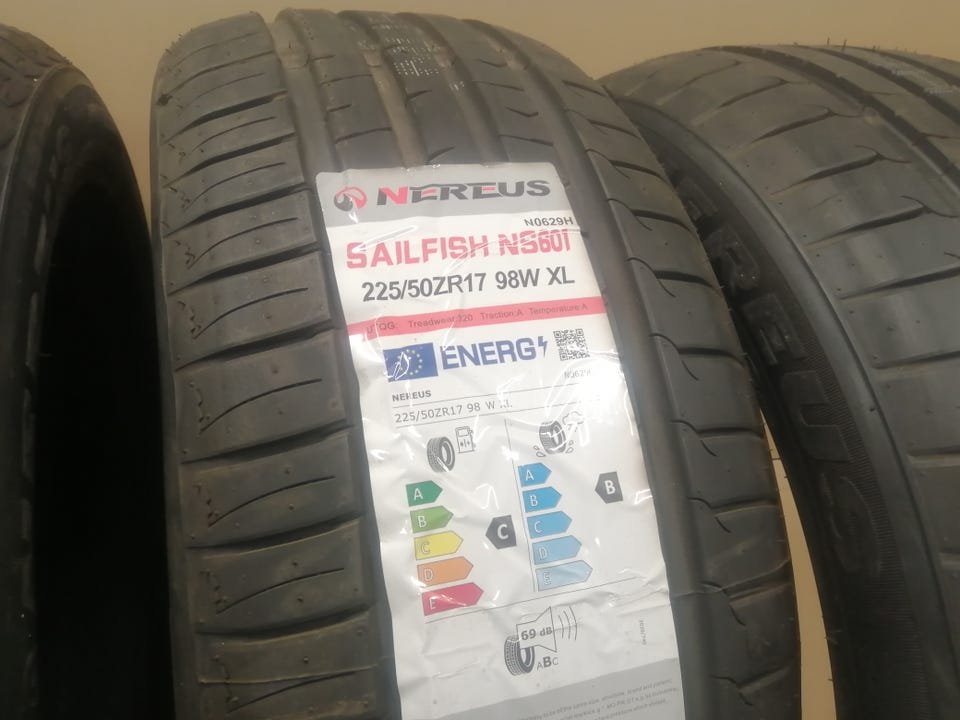 NEREUS
N0629H
SAILFISH NS601
225/50ZR17 98W XL
UTQG: Treadwear:320 Traction:A Temperature A
ENERG
NEREUS
225/50ZR17 98 W XL
A
B
C
D
E
C
A
B
C
D
E
B
69 dB
ABC